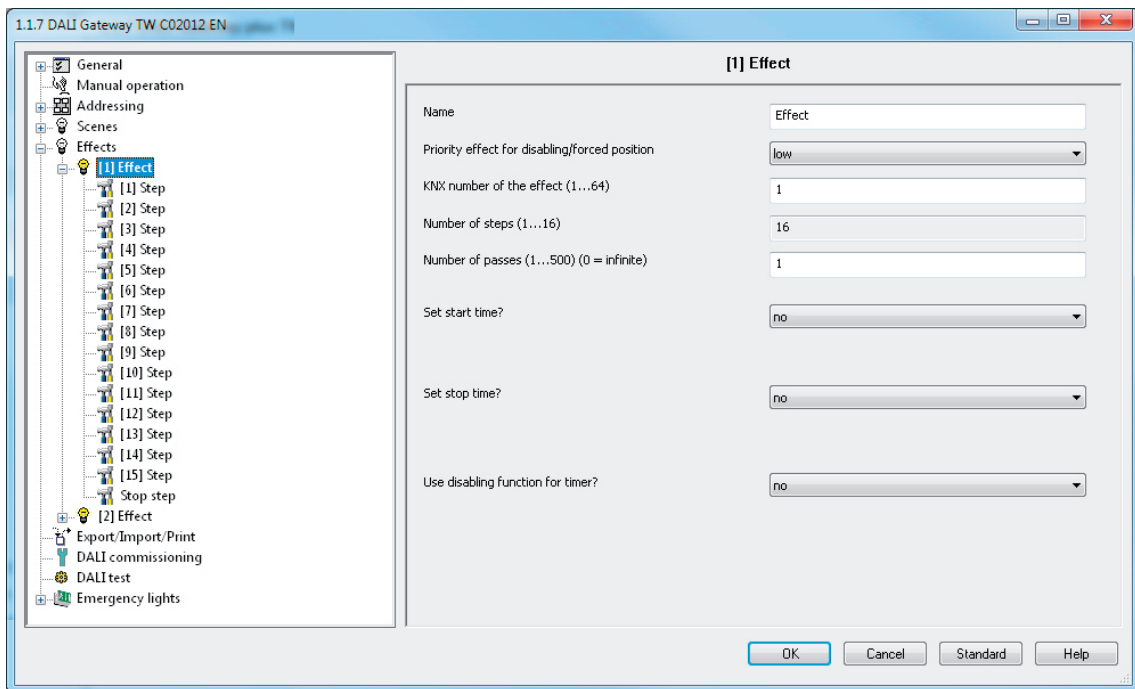 1.1.7 DALI Gateway TW C02012 EN
General
Manual operation
Addressing
Scenes
Effects
[1] Effect
[1] Step
[2] Step
[3] Step
[4] Step
[5] Step
[6] Step
[7] Step
[8] Step
[9] Step
[10] Step
[11] Step
[12] Step
[13] Step
[14] Step
[15] Step
Stop step
[2] Effect
Export/Import/Print
DALI commissioning
DALI test
Emergency lights
[1] Effect
Name Effect
Priority effect for disabling/forced position low
KNX number of the effect (1...64) 1
Number of steps (1...16) 16
Number of passes (1...500) (0 = infinite) 1
Set start time? no
Set stop time? no
Use disabling function for timer? no
OK Cancel Standard Help